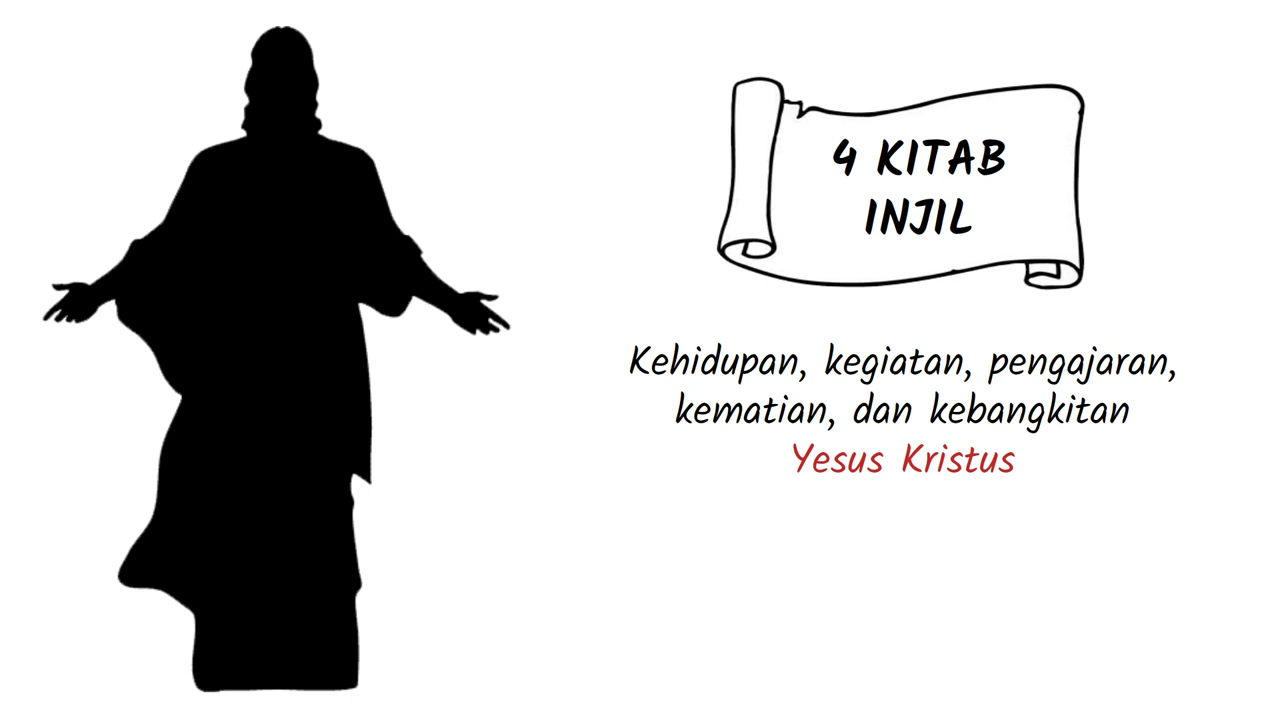 4 KITAB
INJIL
Kehidupan, kegiatan, pengajaran,
kematian, dan kebangkitan
Yesus Kristus